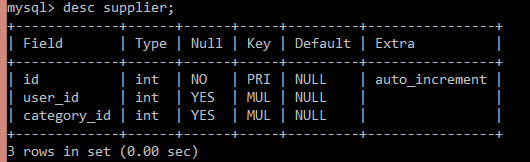 mysql> desc supplier;
+-------------+------+------+-----+---------+----------------+
| Field       | Type | Null | Key | Default | Extra          |
+-------------+------+------+-----+---------+----------------+
| id          | int  | NO   | PRI | NULL    | auto_increment |
| user_id     | int  | YES  | MUL | NULL    |                |
| category_id | int  | YES  | MUL | NULL    |                |
+-------------+------+------+-----+---------+----------------+
3 rows in set (0.00 sec)